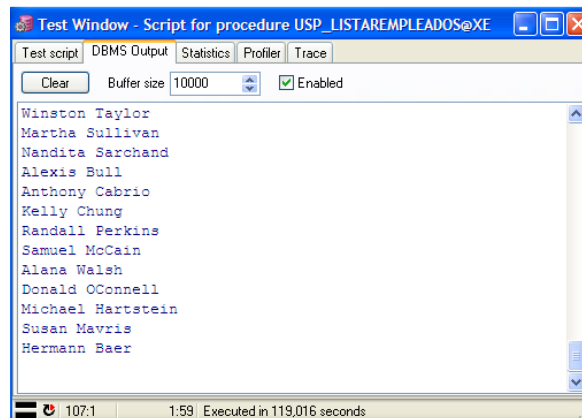 Test Window - Script for procedure USP_LISTAREMPLEADOS@XE
Test script DBMS Output Statistics Profiler Trace
Clear Buffer size 10000 Enabled
Winston Taylor
Martha Sullivan
Nandita Sarchand
Alexis Bull
Anthony Cabrio
Kelly Chung
Randall Perkins
Samuel McCain
Alana Walsh
Donald OConnell
Michael Hartstein
Susan Mavris
Hermann Baer
107:1 1:59 Executed in 119,016 seconds